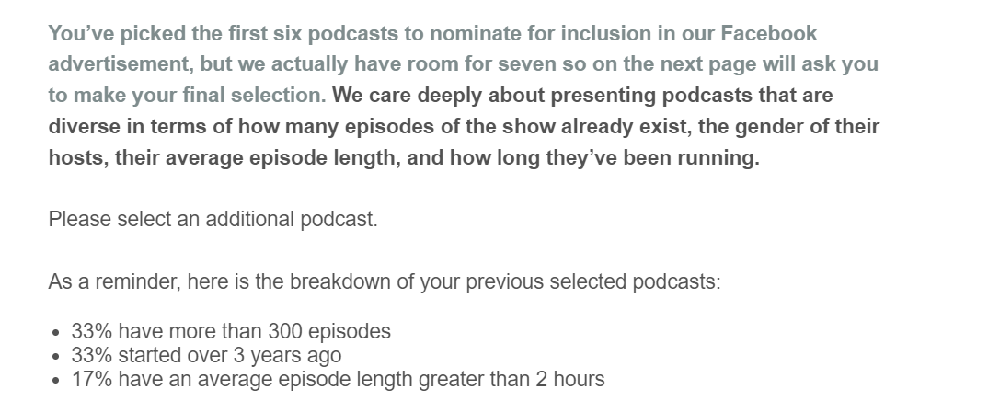 You’ve picked the first six podcasts to nominate for inclusion in our Facebook
advertisement, but we actually have room for seven so on the next page will ask you
to make your final selection. We care deeply about presenting podcasts that are
diverse in terms of how many episodes of the show already exist, the gender of their
hosts, their average episode length, and how long they’ve been running.
Please select an additional podcast.
As a reminder, here is the breakdown of your previous selected podcasts:
• 33% have more than 300 episodes
• 33% started over 3 years ago
• 17% have an average episode length greater than 2 hours